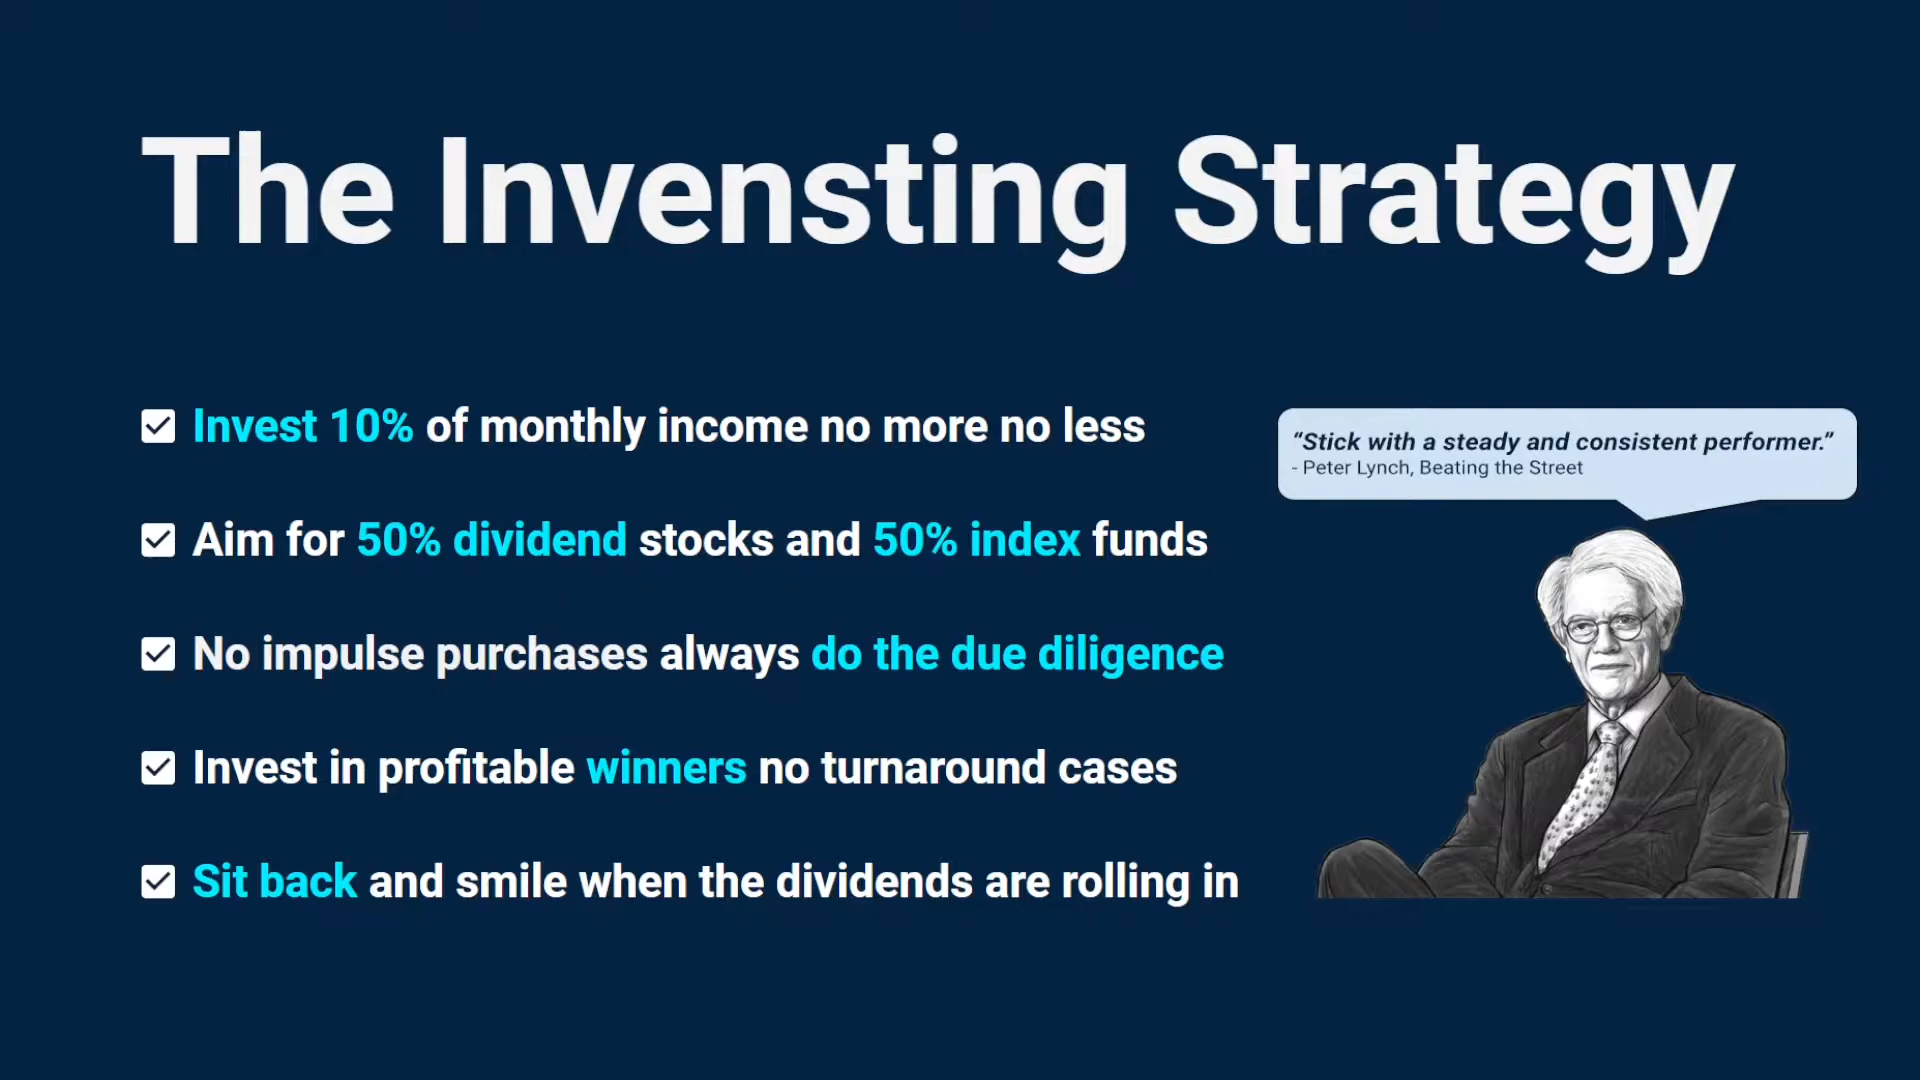 The Invensting Strategy
Invest 10% of monthly income no more no less
Aim for 50% dividend stocks and 50% index funds
No impulse purchases always do the due diligence
Invest in profitable winners no turnaround cases
Sit back and smile when the dividends are rolling in
“Stick with a steady and consistent performer.”
- Peter Lynch, Beating the Street